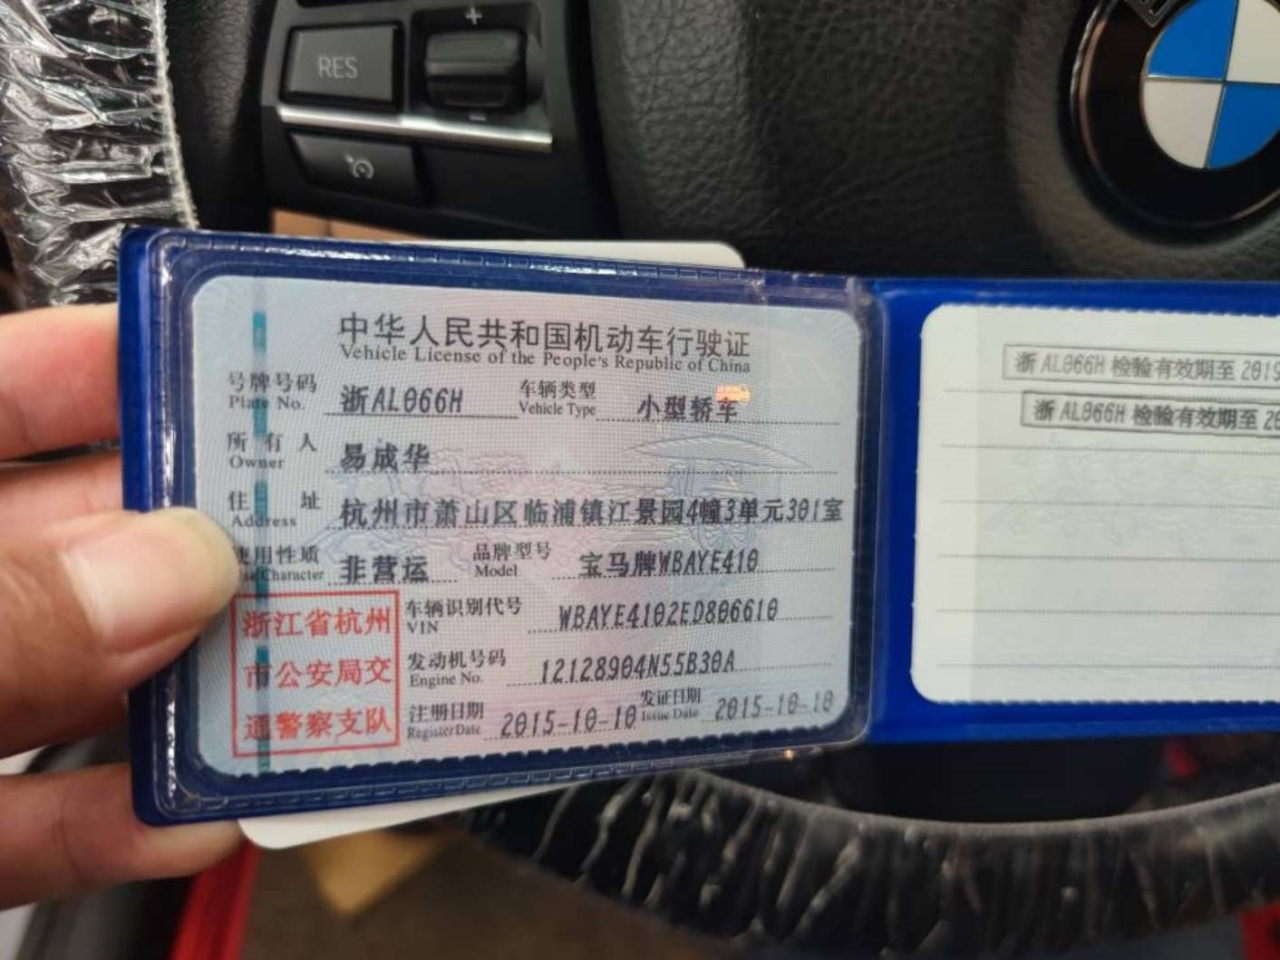 RES
中华人民共和国机动车行驶证
Vehicle License of the People's Republic of China
号牌号码 浙AL066H 车辆类型 小型轿车
Plate No. Vehicle Type
所有人 易成华
Owner
住址 杭州市萧山区临浦镇江景园4幢3单元301室
Address
使用性质 非营运 品牌型号 宝马牌WBAYE410
Character Model
浙江省杭州
市公安局交
通警察支队
车辆识别代号 WBAYE4102ED806610
VIN
发动机号码 12128904N55B30A
Engine No.
注册日期 2015-10-10 发证日期 2015-10-10
Register Date Issue Date
浙AL066H 检验有效期至 2019
浙AL066H 检验有效期至 20